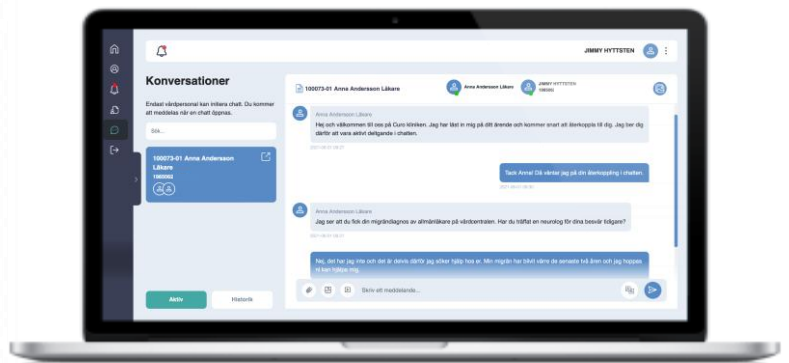 JIMMY HYTTSTEN
Konversationer
Endast vårdpersonal kan initera chatt. Du kommer
att meddelas när en chatt öppnas.
Sök...
100073-01 Anna Andersson
Läkare
Aktiv
Historik
100073-01 Anna Andersson Läkare
Anna Andersson Läkare
JIMMY HYTTSTEN
Anna Andersson Läkare
Hej och välkommen till oss på Curo kliniken. Jag har läst in mig på ditt ärende och kommer snart att återkoppla till dig. Jag ber dig
därför att vara aktivt deltgande i chatten.
Tack Anna! Då väntar jag på din återkoppling i chatten.
Anna Andersson Läkare
Jag ser att du fick din migrändiagnos av allmänläkare på vårdcentralen. Har du träffat en neurolog för dina besvär tidigare?
Nej, det har jag inte och det är delvis därför jag söker hjälp hos er. Min migrän har blivit värre de senaste två åren och jag hoppas
ni kan hjälpa mig.
Skriv ett meddelande...